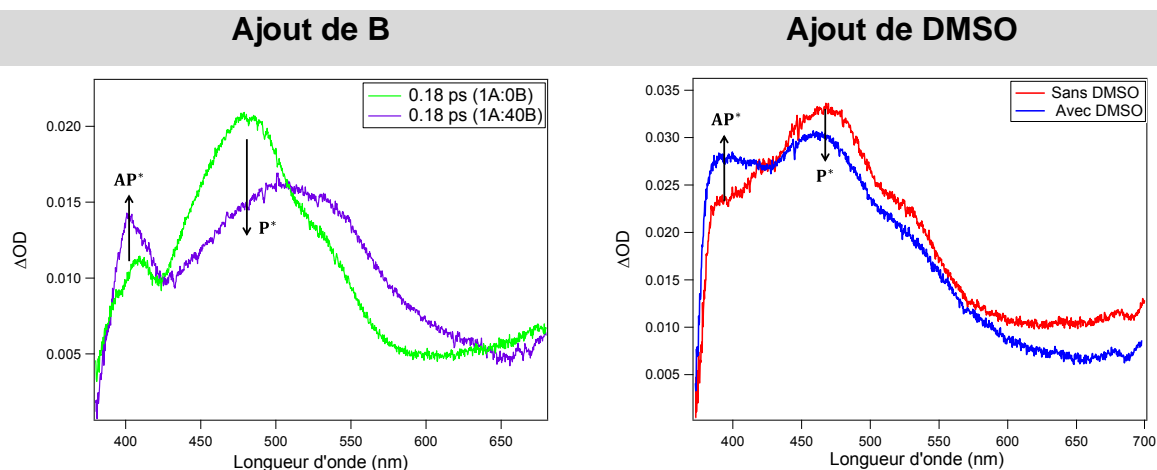 Ajout de B
Ajout de DMSO
0.18 ps (1A:0B)
0.18 ps (1A:40B)
AP*
P*
ΔOD
0.020
0.015
0.010
0.005
400
450
500
550
600
650
Longueur d'onde (nm)
Sans DMSO
Avec DMSO
AP*
P*
ΔOD
0.035
0.030
0.025
0.020
0.015
0.010
0.005
400
450
500
550
600
650
700
Longueur d'onde (nm)